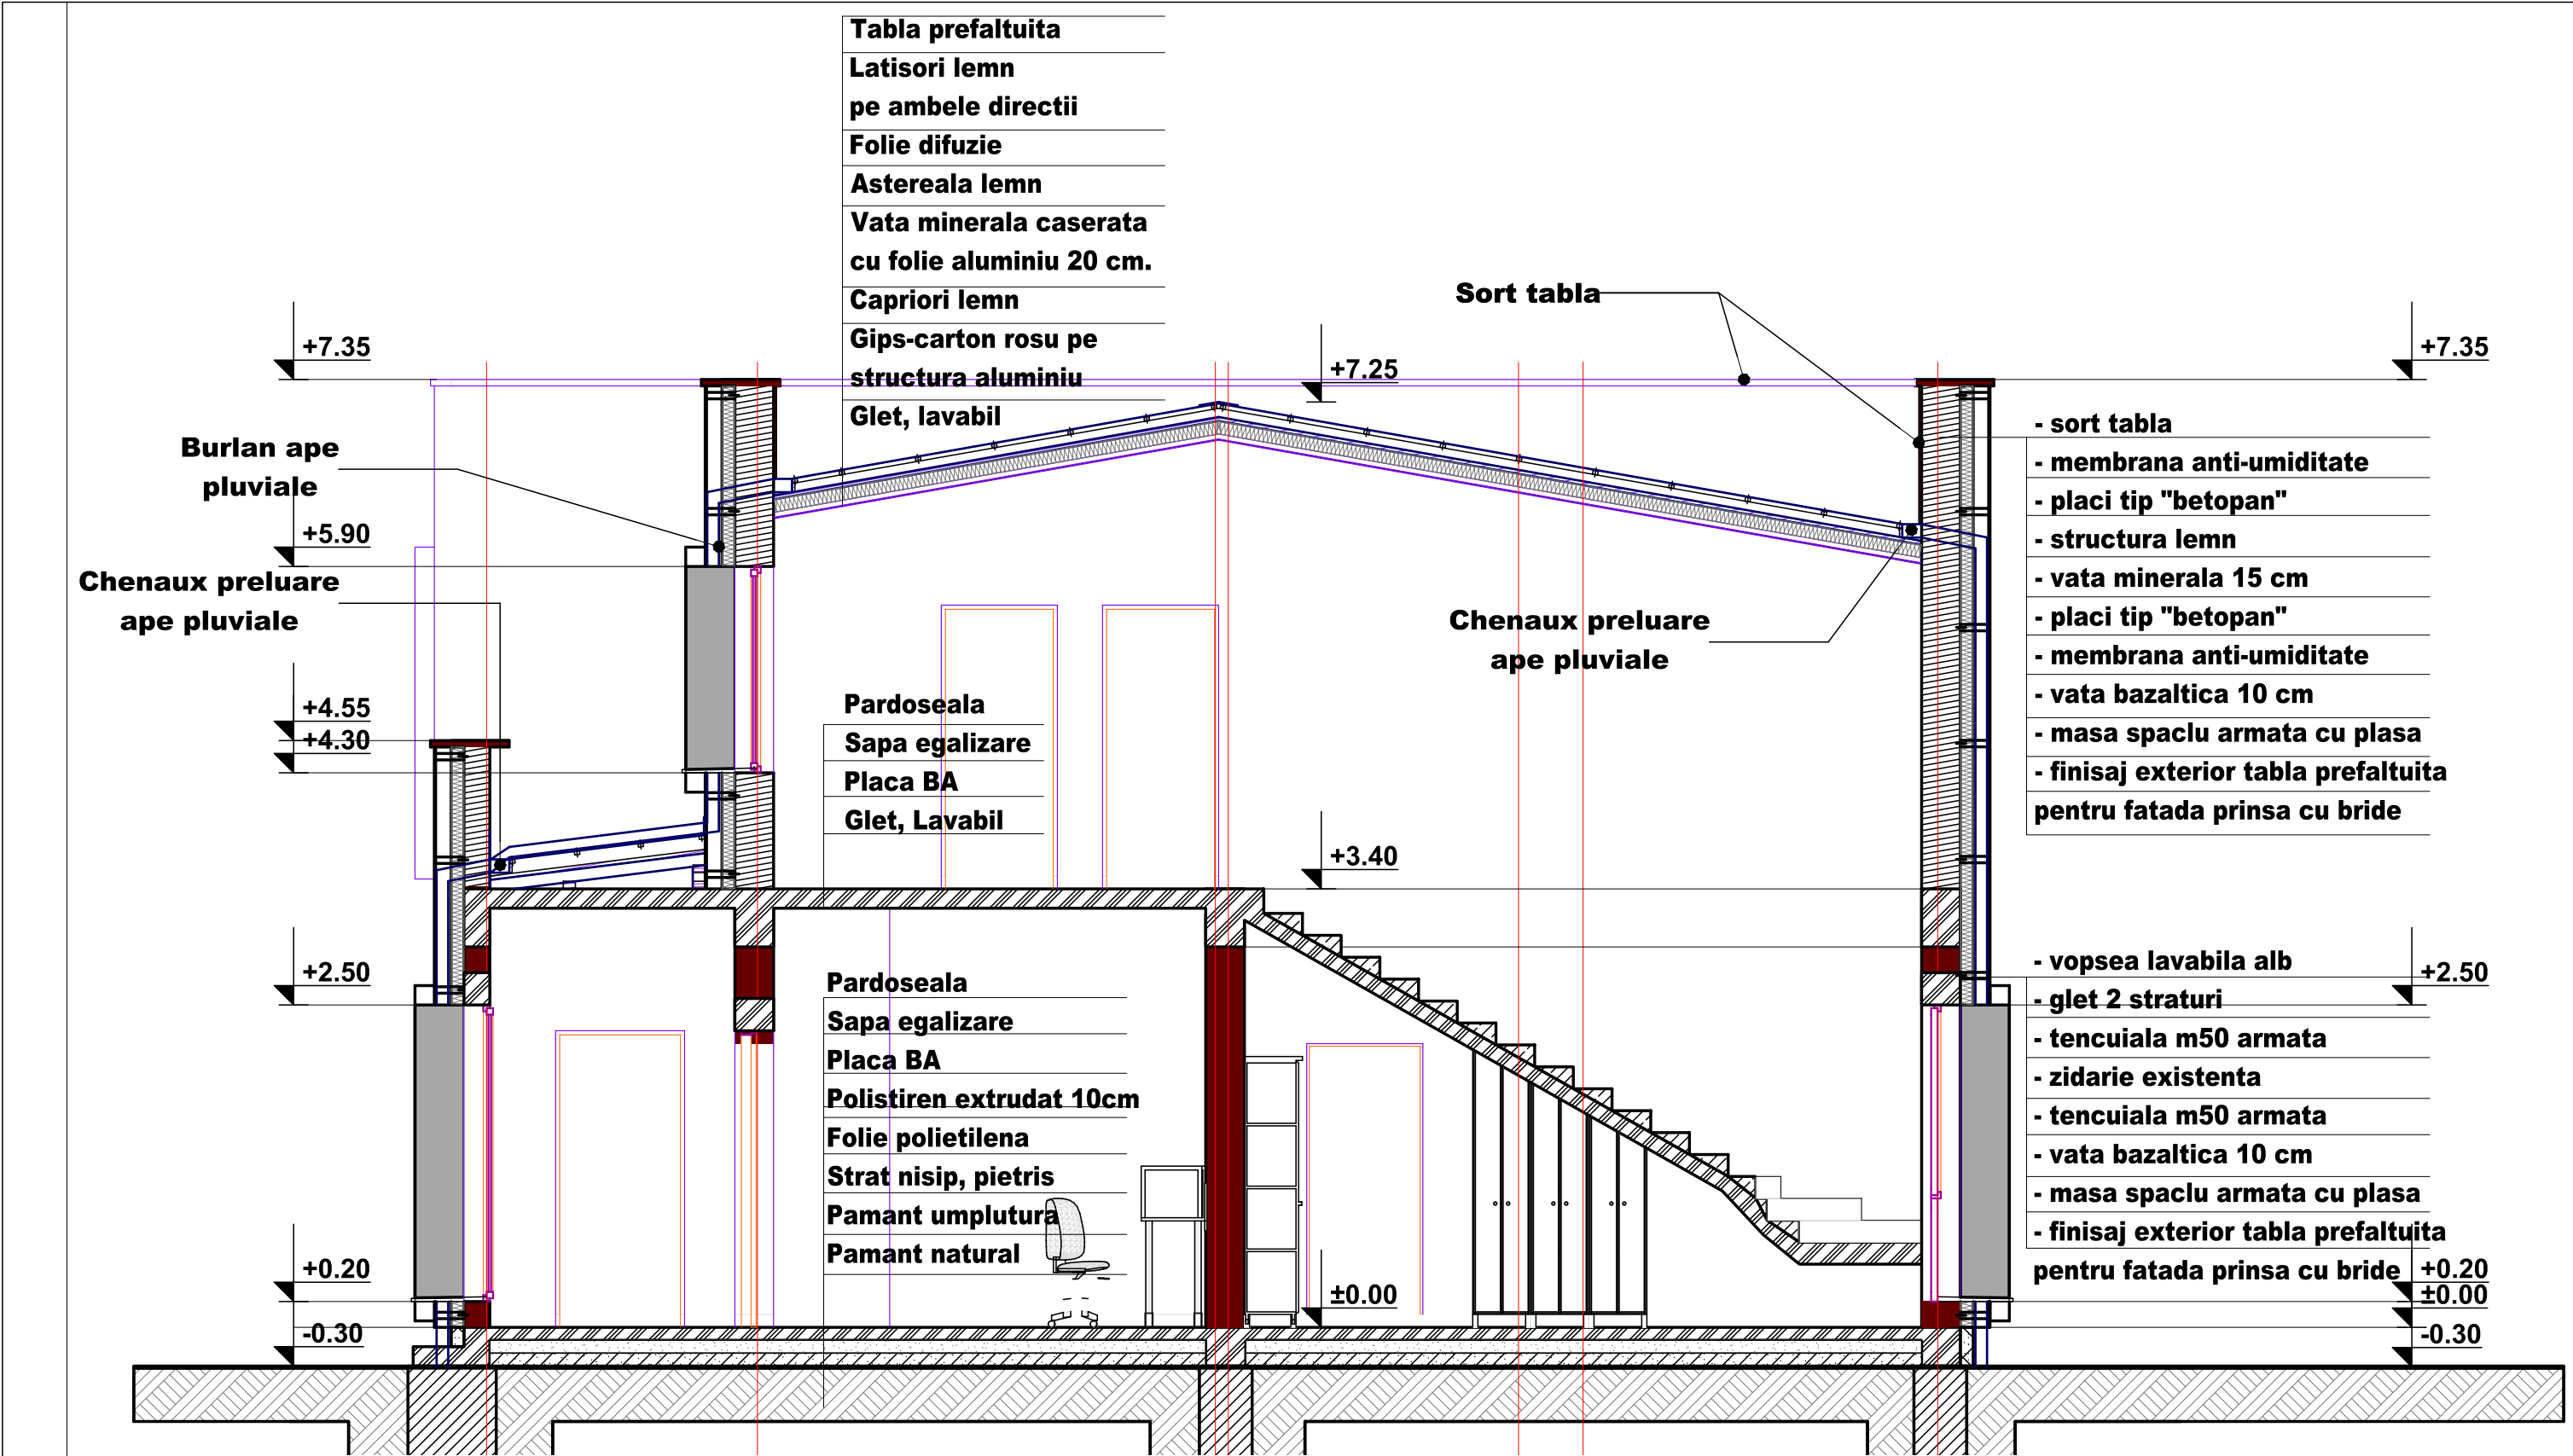 Tabla prefaltuita
Latisori lemn
pe ambele directii
Folie difuzie
Astereala lemn
Vata minerala caserata
cu folie aluminiu 20 cm.
Capriori lemn
Gips-carton rosu pe
structura aluminiu
Glet, lavabil
Sort tabla
+7.35
+7.25
+7.35
Burlan ape
pluviale
+5.90
Chenaux preluare
ape pluviale
Chenaux preluare
ape pluviale
+4.55
+4.30
- sort tabla
- membrana anti-umiditate
- placi tip "betopan"
- structura lemn
- vata minerala 15 cm
- placi tip "betopan"
- membrana anti-umiditate
- vata bazaltica 10 cm
- masa spaclu armata cu plasa
- finisaj exterior tabla prefaltuita
pentru fatada prinsa cu bride
Pardoseala
Sapa egalizare
Placa BA
Glet, Lavabil
+3.40
+2.50
Pardoseala
Sapa egalizare
Placa BA
Polistiren extrudat 10cm
Folie polietilena
Strat nisip, pietris
Pamant umplutura
Pamant natural
- vopsea lavabila alb
- glet 2 straturi
- tencuiala m50 armata
- zidarie existenta
- tencuiala m50 armata
- vata bazaltica 10 cm
- masa spaclu armata cu plasa
- finisaj exterior tabla prefaltuita
pentru fatada prinsa cu bride
+2.50
+0.20
-0.30
±0.00
+0.20
±0.00
-0.30